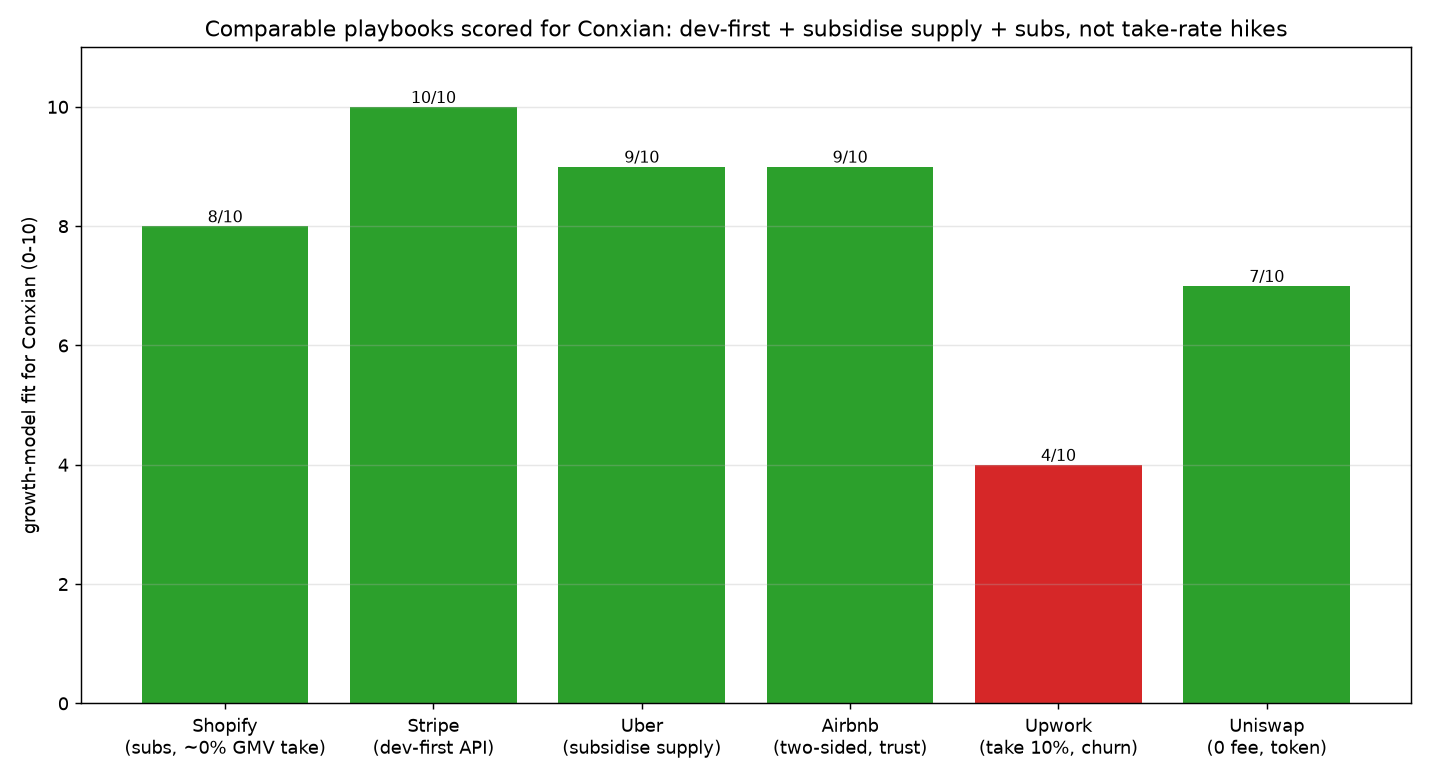 Comparable playbooks scored for Conxian: dev-first + subsidise supply + subs, not take-rate hikes
growth-model fit for Conxian (0-10)
10
8
6
4
2
0
8/10
10/10
9/10
9/10
4/10
7/10
Shopify
(subs, ~0% GMV take)
Stripe
(dev-first API)
Uber
(subsidise supply)
Airbnb
(two-sided, trust)
Upwork
(take 10%, churn)
Uniswap
(0 fee, token)